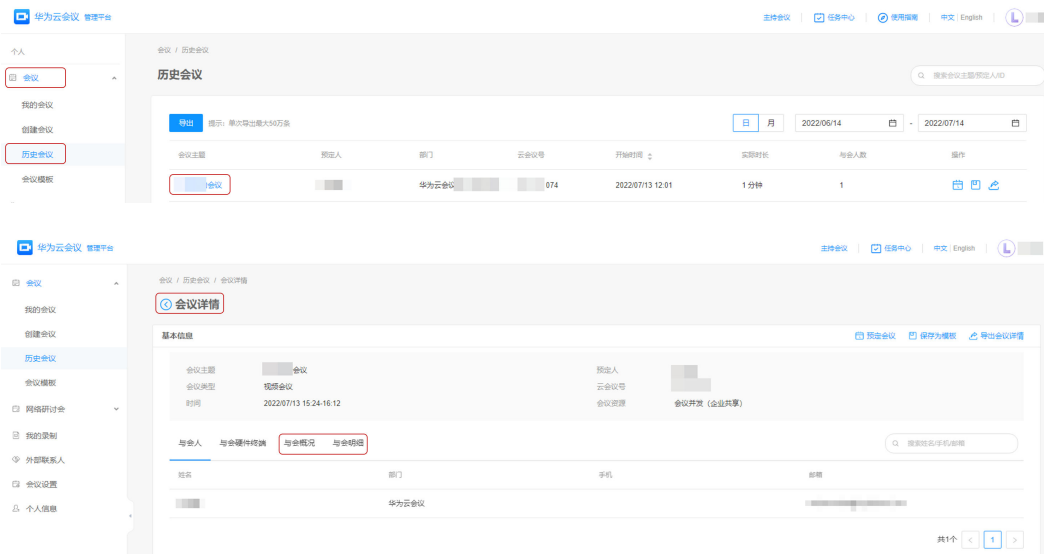 华为云会议 管理平台
主持会议 任务中心 使用指南 中文 English L
个人
会议 / 历史会议
会议
历史会议
搜索会议主题/预定人/ID
我的会议
导出 提示：单次导出最大50万条
日 月 2022/06/14 - 2022/07/14
创建会议
历史会议
会议主题 预定人 部门 云会议号 开始时间 实际时长 与会人数 操作
会议模板
会议 华为云会议 074 2022/07/13 12:01 1 分钟 1
华为云会议 管理平台
主持会议 任务中心 中文 English L
会议
会议 / 历史会议 / 会议详情
我的会议
会议详情
创建会议
基本信息
预定会议 保存为模板 导出会议详情
历史会议
会议主题 会议 预定人
会议模板
会议类型 视频会议 云会议号
时间 2022/07/13 15:24-16:12 会议资源 会议并发（企业共享）
网络研讨会
我的录制
与会人 与会硬件终端 与会概况 与会明细
搜索姓名/手机/邮箱
外部联系人
姓名 部门 手机 邮箱
会议设置
华为云会议
个人信息
共1个 < 1 >